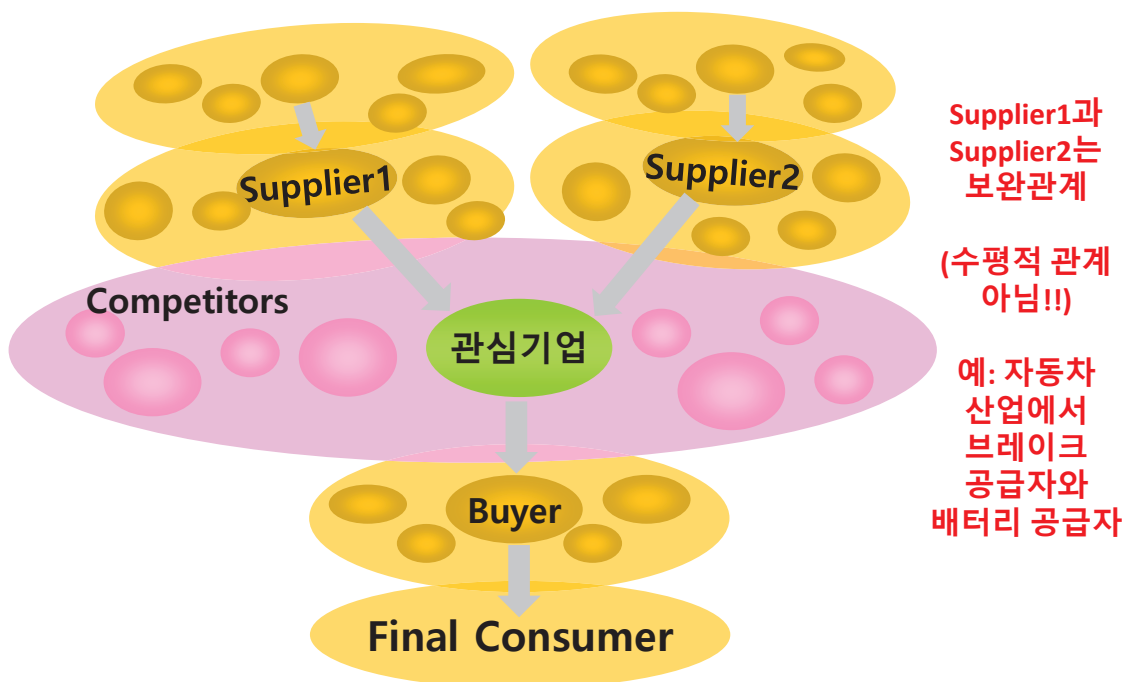 Supplier1
Supplier2
Competitors
관심기업
Buyer
Final Consumer
Supplier1과
Supplier2는
보완관계
(수평적 관계
아님!!)
예: 자동차
산업에서
브레이크
공급자와
배터리 공급자